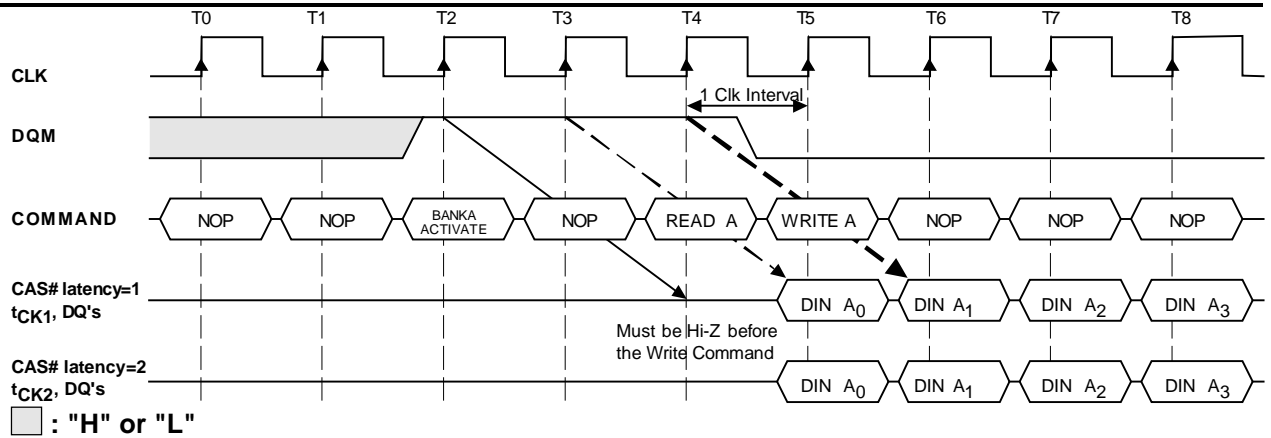 T0 T1 T2 T3 T4 T5 T6 T7 T8
CLK
1 Clk Interval
DQM
COMMAND NOP NOP BANKA ACTIVATE NOP READ A WRITE A NOP NOP NOP
CAS# latency=1
tCK1, DQ's
DIN A0 DIN A1 DIN A2 DIN A3
Must be Hi-Z before
the Write Command
CAS# latency=2
tCK2, DQ's
DIN A0 DIN A1 DIN A2 DIN A3
: "H" or "L"